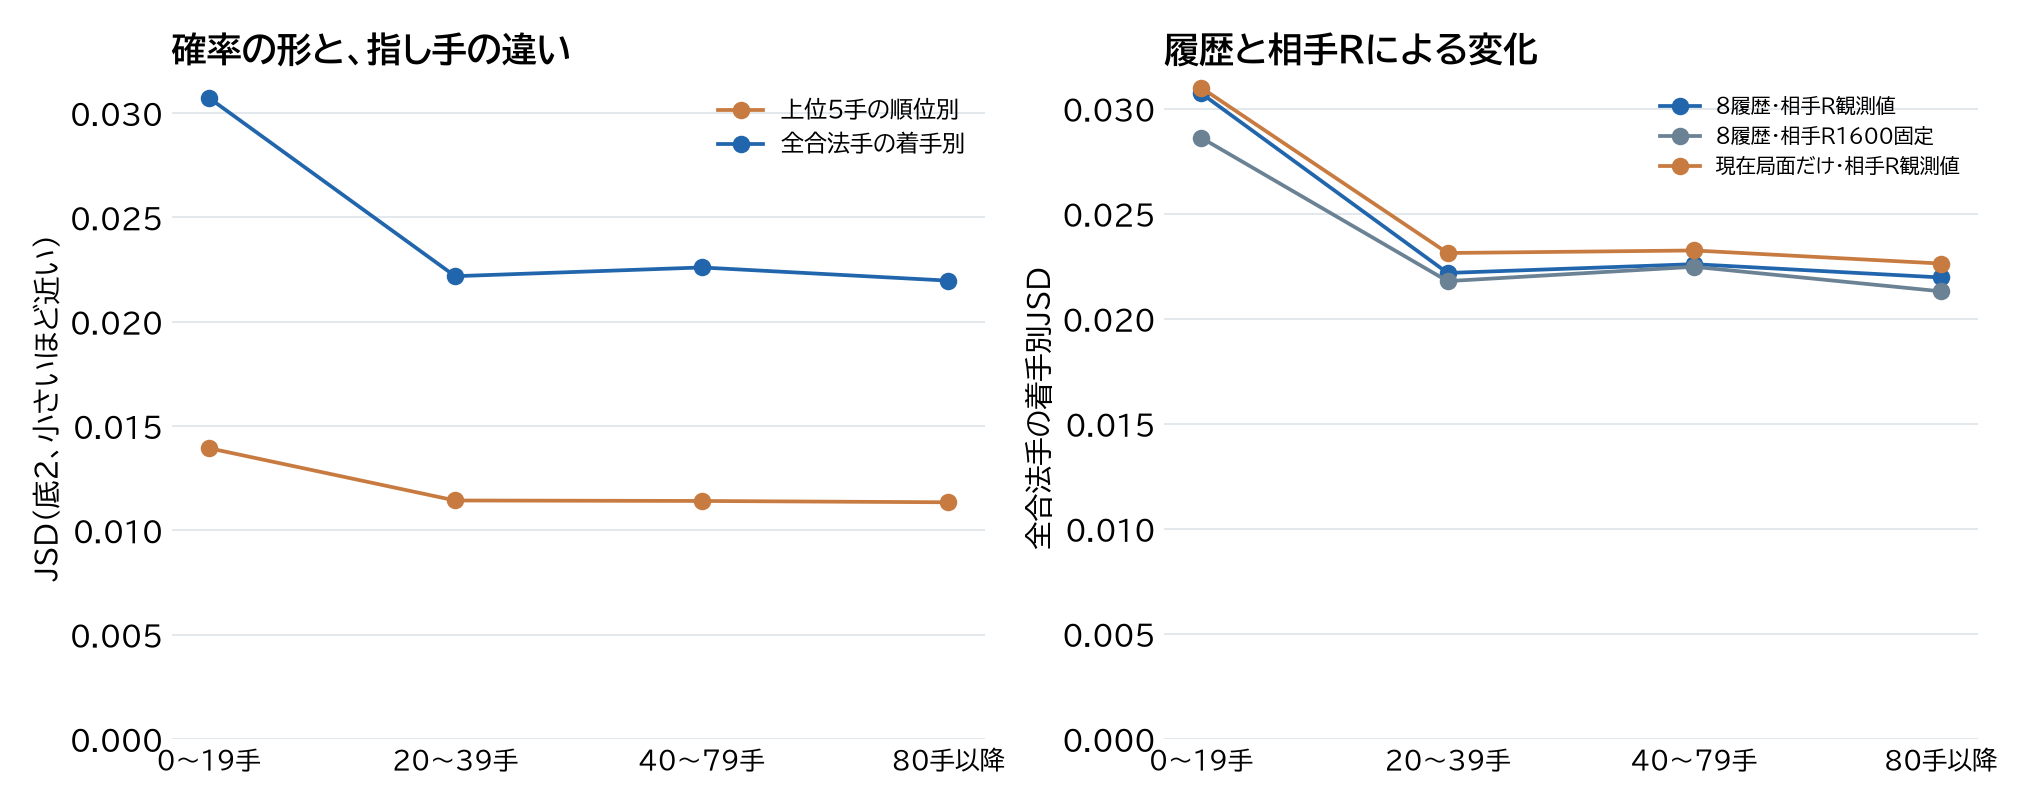 確率の形と、指し手の違い
JSD(底2、小さいほど近い)
0.030
0.025
0.020
0.015
0.010
0.005
0.000
0～19手
20～39手
40～79手
80手以降
上位5手の順位別
全合法手の着手別
履歴と相手Rによる変化
全合法手の着手別JSD
0.030
0.025
0.020
0.015
0.010
0.005
0.000
0～19手
20～39手
40～79手
80手以降
8履歴・相手R観測値
8履歴・相手R1600固定
現在局面だけ・相手R観測値